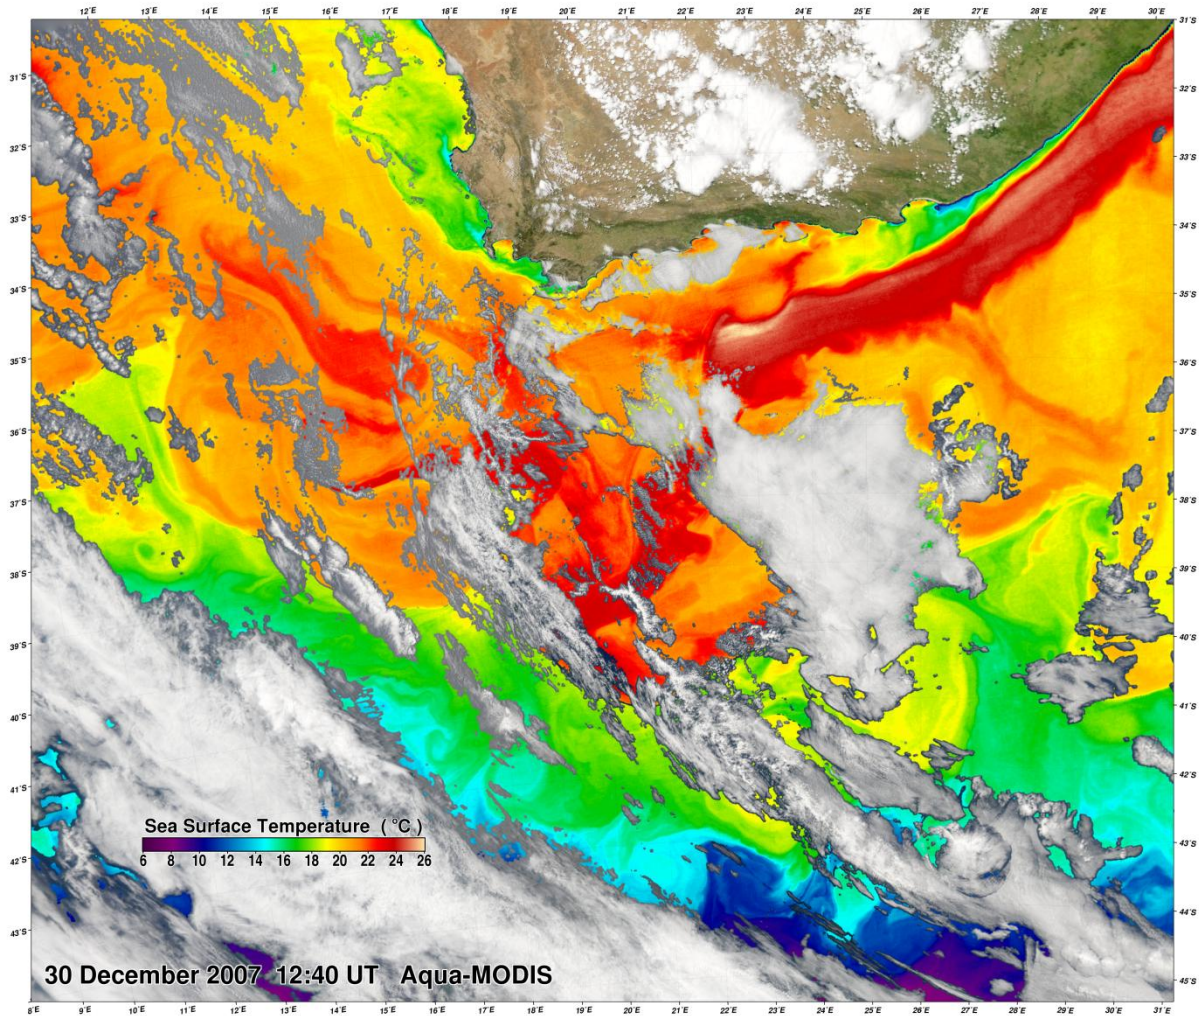 12°E 13°E 14°E 15°E 16°E 17°E 18°E 19°E 20°E 21°E 22°E 23°E 24°E 25°E 26°E 27°E 28°E 29°E 30°E
31°S
31°S
32°S
32°S
33°S
33°S
34°S
34°S
35°S
35°S
36°S
36°S
37°S
37°S
38°S
38°S
39°S
39°S
40°S
40°S
41°S
41°S
42°S
42°S
43°S
43°S
44°S
45°S
Sea Surface Temperature (°C)
6 8 10 12 14 16 18 20 22 24 26
30 December 2007 12:40 UT Aqua-MODIS
8°E 9°E 10°E 11°E 12°E 13°E 14°E 15°E 16°E 17°E 18°E 19°E 20°E 21°E 22°E 23°E 24°E 25°E 26°E 27°E 28°E 29°E 30°E 31°E